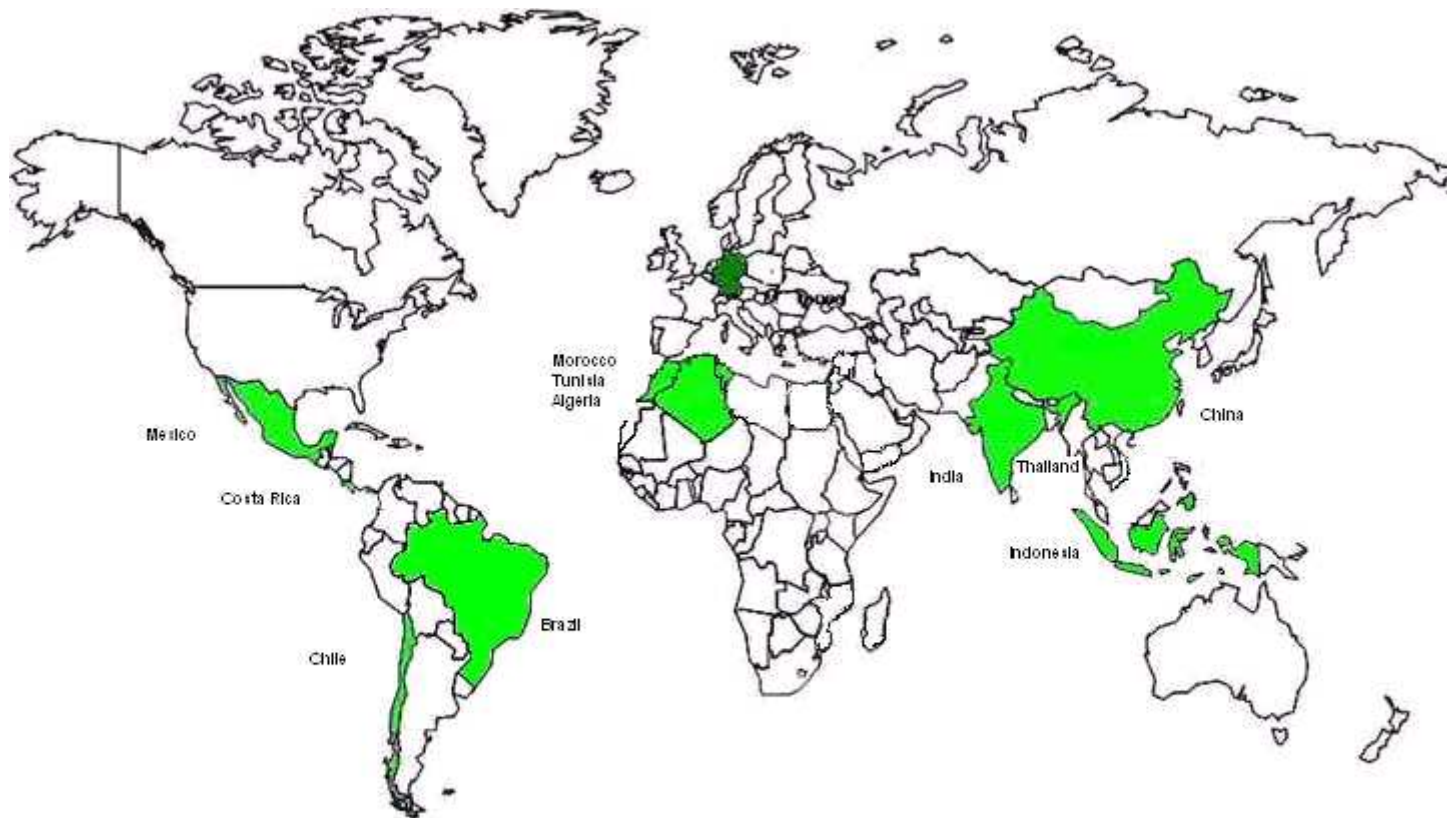 Morocco
Tunisia
Algeria
China
Mexico
India
Thailand
Costa Rica
Indonesia
Brazil
Chile